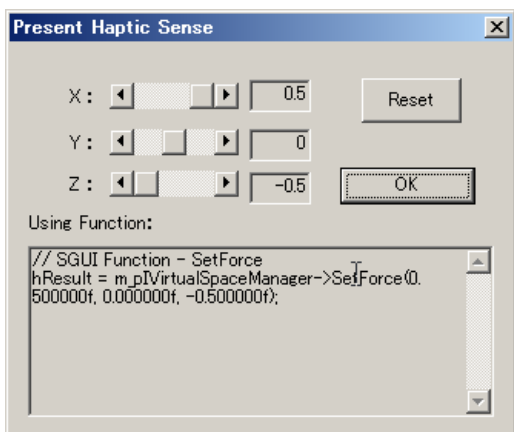 Present Haptic Sense
X: 0.5 Reset
Y: 0
Z: -0.5 OK
Using Function:
// SGUI Function - SetForce
hResult = m_pIVirtualSpaceManager->SetForce(0.
500000f, 0.000000f, -0.500000f);